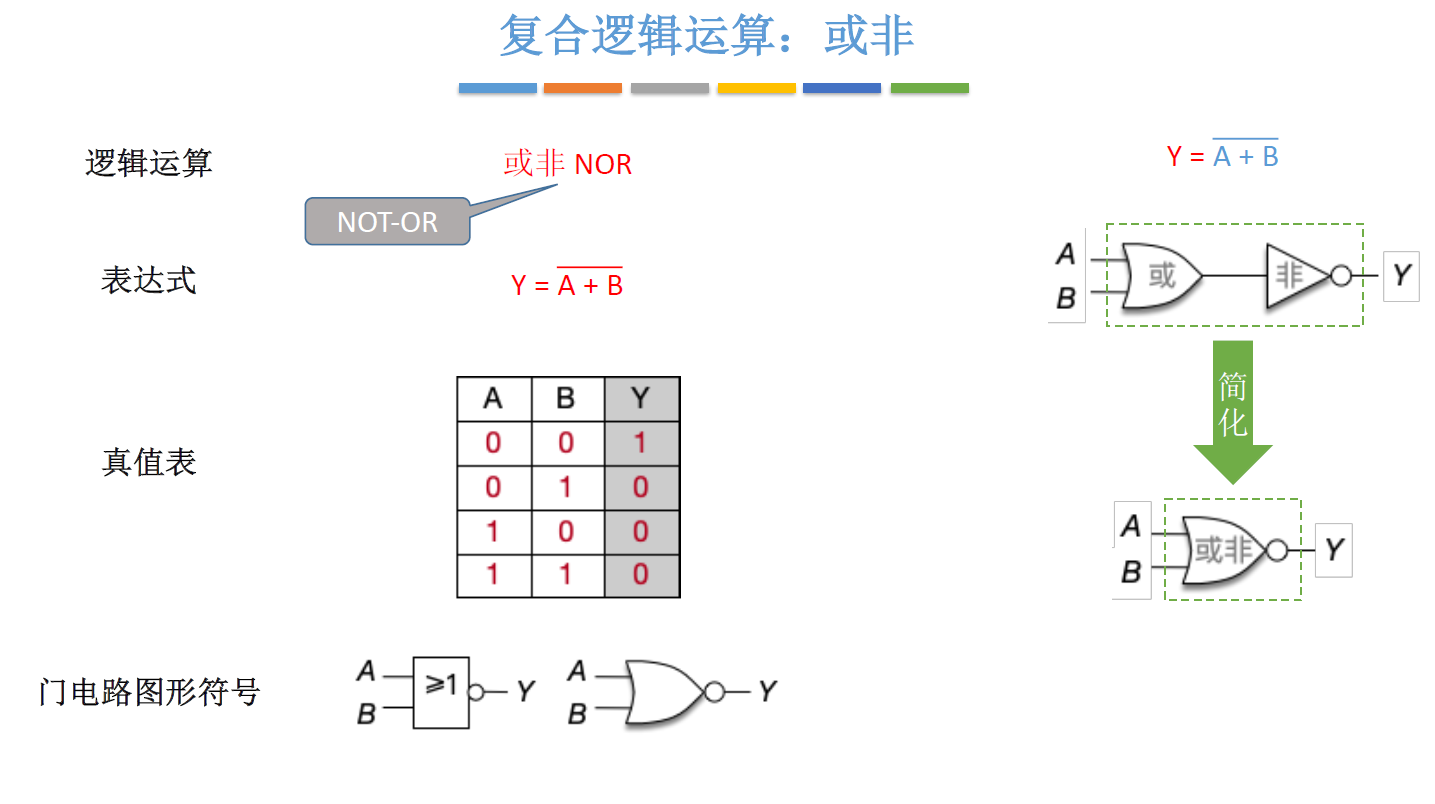 复合逻辑运算：或非
逻辑运算
或非 NOR
NOT-OR
表达式
Y = \overline{A + B}
真值表
A B Y
0 0 1
0 1 0
1 0 0
1 1 0
门电路图形符号
A
B
≥1
Y
A
B
Y
Y = \overline{A + B}
A
B
或
非
Y
简
化
A
B
或非
Y